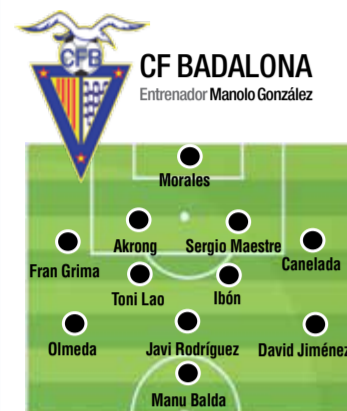 CFB
CF BADALONA
Entrenador Manolo González
Morales
Akrong Sergio Maestre
Fran Grima Canelada
Toni Lao Ibón
Olmeda Javi Rodríguez David Jiménez
Manu Balda